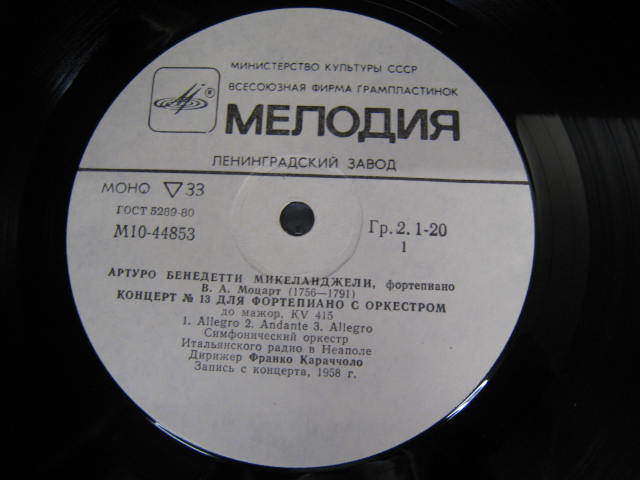 МИНИСТЕРСТВО КУЛЬТУРЫ СССР
ВСЕСОЮЗНАЯ ФИРМА ГРАМПЛАСТИНОК
МЕЛОДИЯ
ЛЕНИНГРАДСКИЙ ЗАВОД
МОНО ▽ 33
ГОСТ 5289-80
М10-44853
Гр. 2. 1-20
1
АРТУРО БЕНЕДЕТТИ МИКЕЛАНДЖЕЛИ, фортепиано
В. А. Моцарт (1756—1791)
КОНЦЕРТ № 13 ДЛЯ ФОРТЕПИАНО С ОРКЕСТРОМ
до мажор, KV 415
1. Allegro 2. Andante 3. Allegro
Симфонический оркестр
Итальянского радио в Неаполе
Дирижер Франко Караччоло
Запись с концерта, 1958 г.